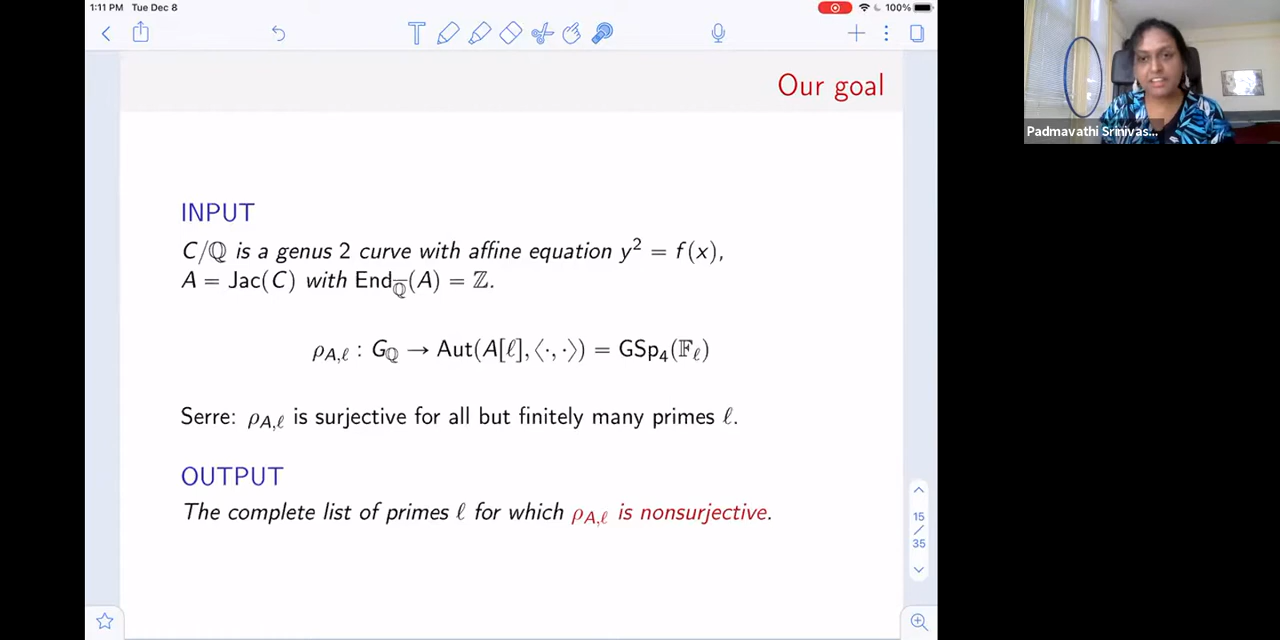 1:11 PM Tue Dec 8
100%
Our goal
INPUT
C/ℚ is a genus 2 curve with affine equation y² = f(x),
A = Jac(C) with End_ℚ̅(A) = ℤ.
ρ_{A,ℓ} : G_ℚ → Aut(A[ℓ], ⟨·, ·⟩) = GSp₄(𝔽_ℓ)
Serre: ρ_{A,ℓ} is surjective for all but finitely many primes ℓ.
OUTPUT
The complete list of primes ℓ for which ρ_{A,ℓ} is nonsurjective.
15
/
35
Padmavathi Srinivas...